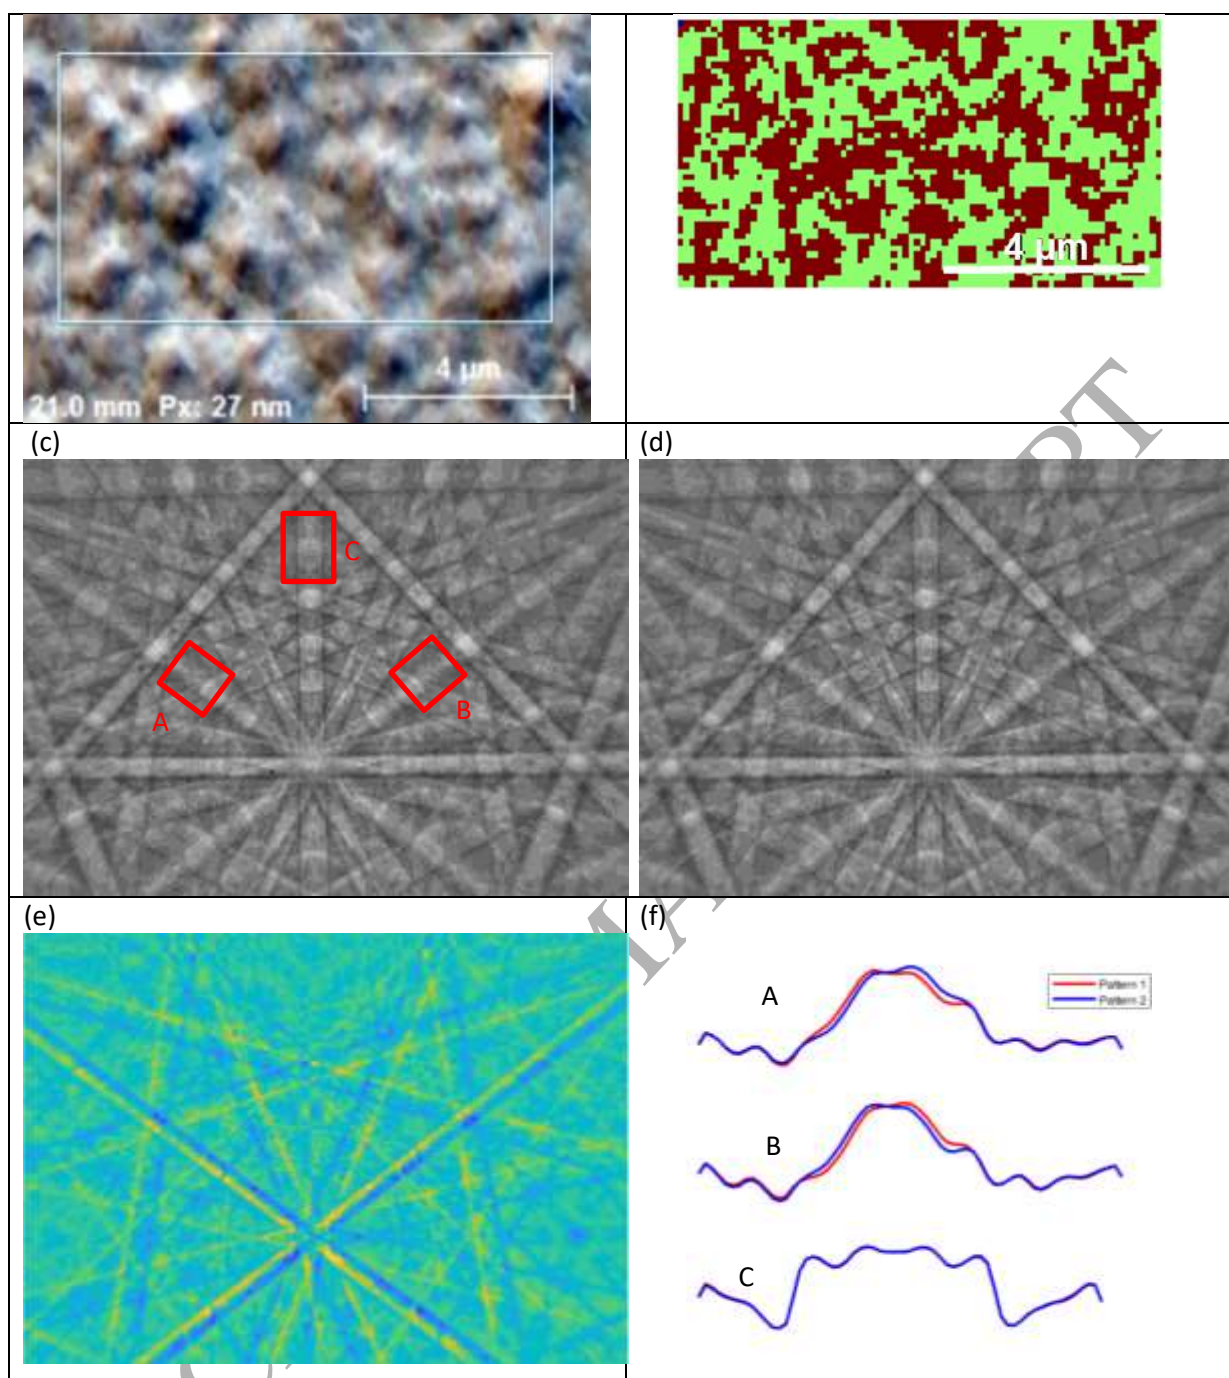 4 μm
21.0 mm Px: 27 nm
4 μm
(c)
(d)
C
A
B
(e)
(f)
A
Pattern 1
Pattern 2
B
C